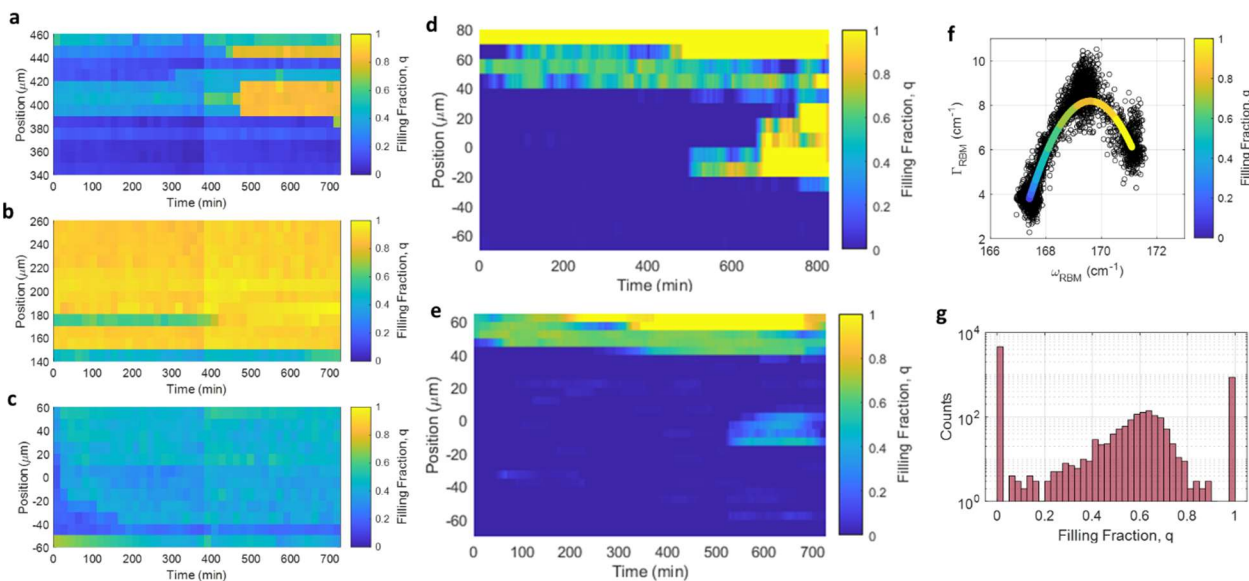 a
460
440
420
400
380
360
340
Position (μm)
0 100 200 300 400 500 600 700
Time (min)
1
0.8
0.6
0.4
0.2
0
Filling Fraction, q
b
260
240
220
200
180
160
140
Position (μm)
0 100 200 300 400 500 600 700
Time (min)
1
0.8
0.6
0.4
0.2
0
Filling Fraction, q
c
60
40
20
0
-20
-40
-60
Position (μm)
0 100 200 300 400 500 600 700
Time (min)
1
0.8
0.6
0.4
0.2
0
Filling Fraction, q
d
80
60
40
20
0
-20
-40
-60
Position (μm)
0 200 400 600 800
Time (min)
1
0.8
0.6
0.4
0.2
0
Filling Fraction, q
e
60
40
20
0
-20
-40
-60
Position (μm)
0 100 200 300 400 500 600 700
Time (min)
1
0.8
0.6
0.4
0.2
0
Filling Fraction, q
f
10
8
6
4
2
Γ_RBM (cm⁻¹)
166 168 170 172
ω_RBM (cm⁻¹)
1
0.8
0.6
0.4
0.2
0
Filling Fraction, q
g
10⁴
10²
10⁰
Counts
0 0.2 0.4 0.6 0.8 1
Filling Fraction, q